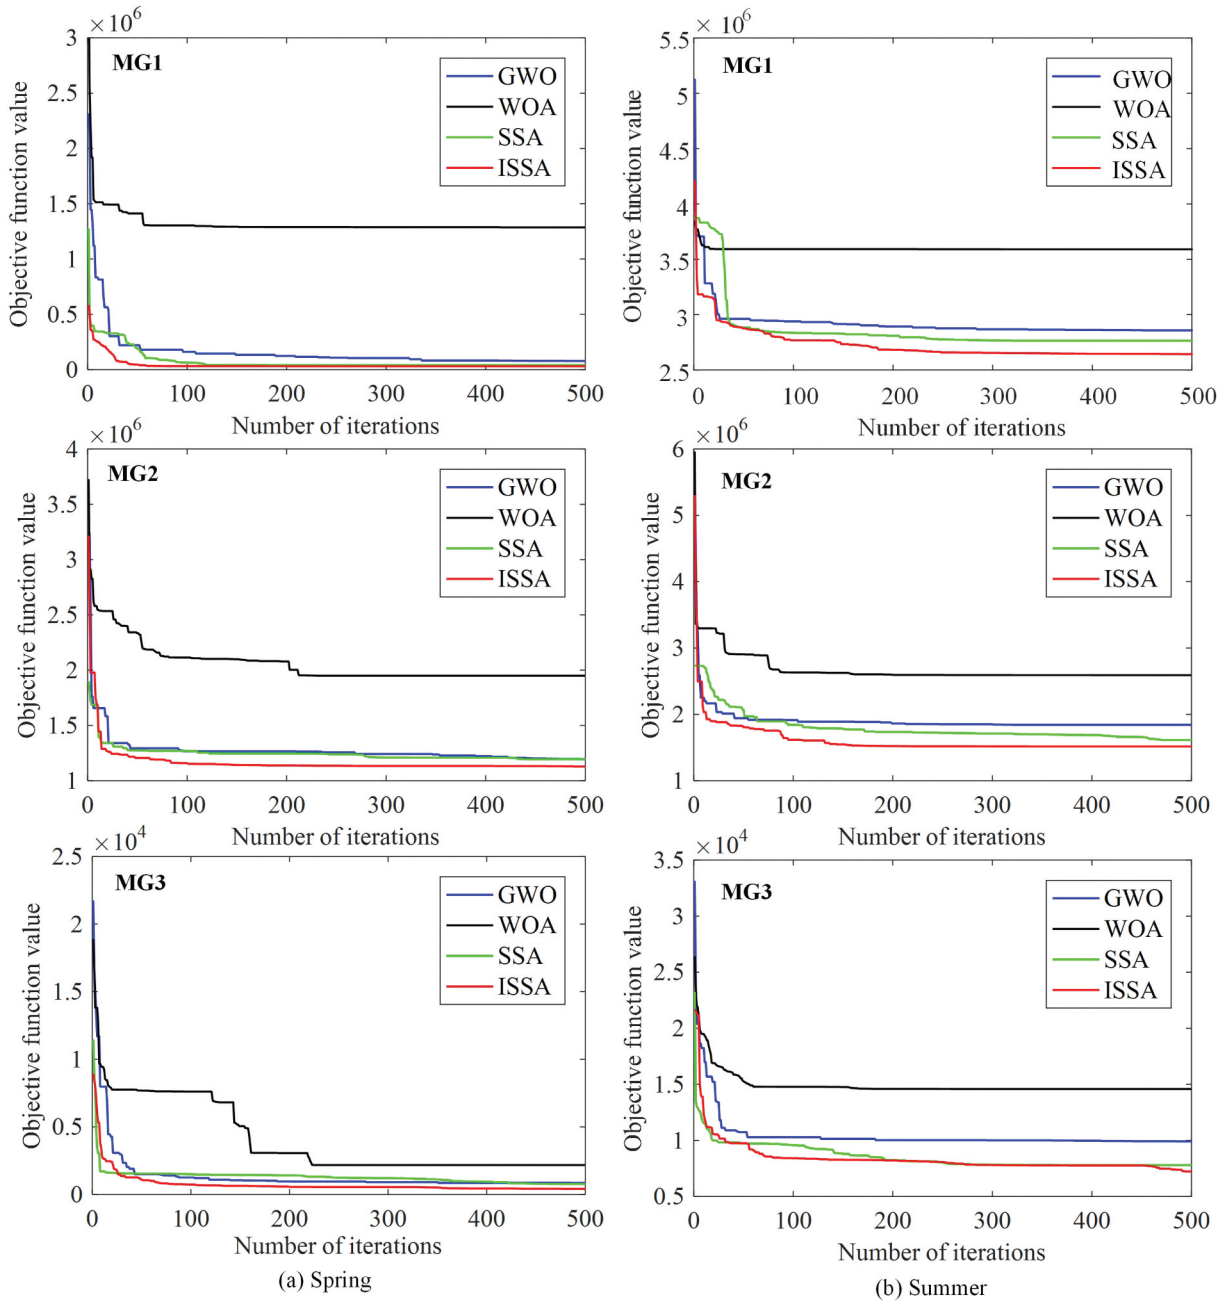 × 10^6
3
2.5
2
1.5
1
0.5
0
0 100 200 300 400 500
Objective function value
Number of iterations
MG1
GWO
WOA
SSA
ISSA
× 10^6
5.5
5
4.5
4
3.5
3
2.5
0 100 200 300 400 500
Objective function value
Number of iterations
MG1
GWO
WOA
SSA
ISSA
× 10^6
4
3.5
3
2.5
2
1.5
1
0 100 200 300 400 500
Objective function value
Number of iterations
MG2
GWO
WOA
SSA
ISSA
× 10^6
6
5
4
3
2
1
0 100 200 300 400 500
Objective function value
Number of iterations
MG2
GWO
WOA
SSA
ISSA
× 10^4
2.5
2
1.5
1
0.5
0
0 100 200 300 400 500
Objective function value
Number of iterations
MG3
GWO
WOA
SSA
ISSA
× 10^4
3.5
3
2.5
2
1.5
1
0.5
0 100 200 300 400 500
Objective function value
Number of iterations
MG3
GWO
WOA
SSA
ISSA
(a) Spring
(b) Summer